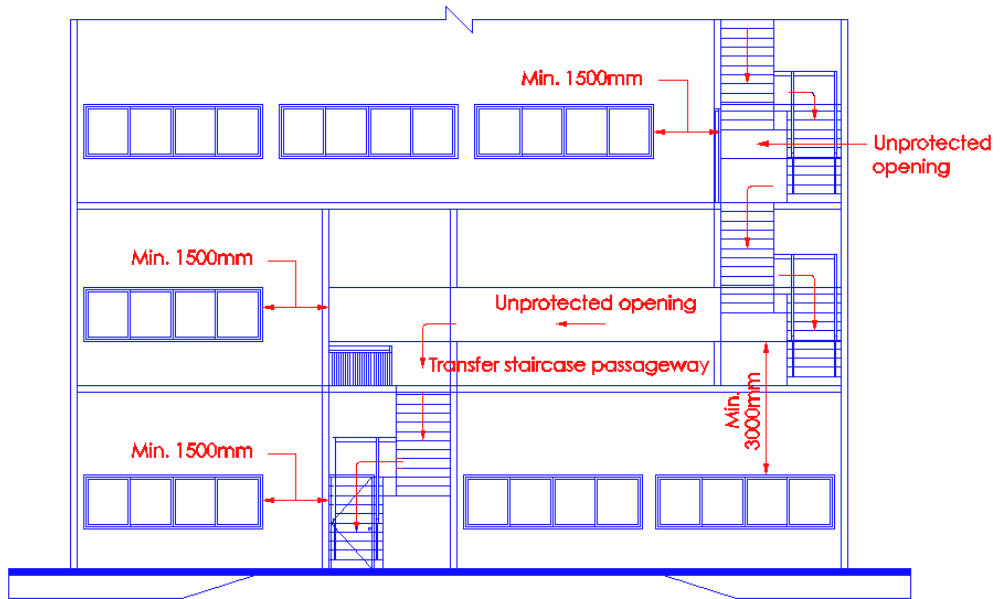 Min. 1500mm
Unprotected
opening
Min. 1500mm
Unprotected opening
Transfer staircase passageway
Min.
3000mm
Min. 1500mm